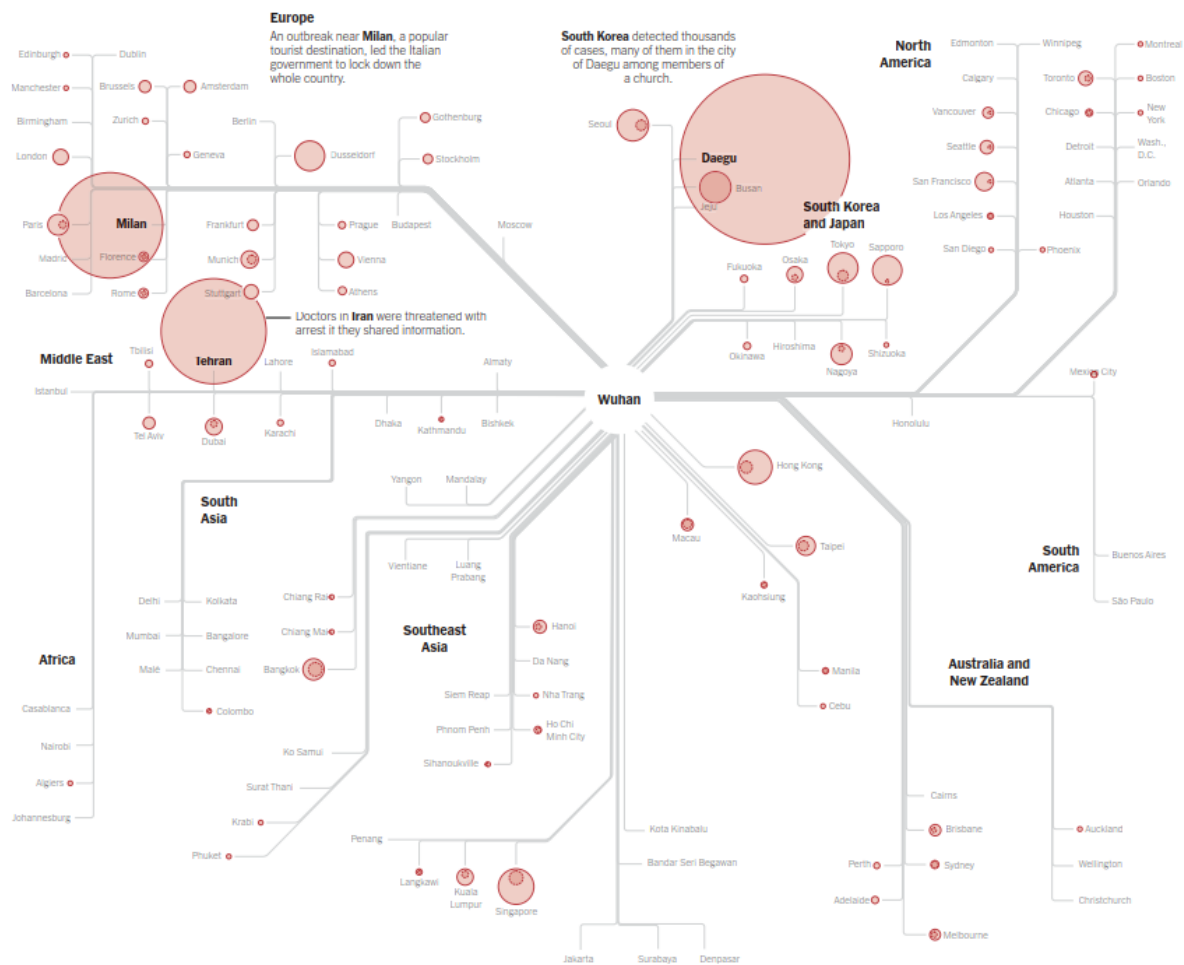 Europe
An outbreak near Milan, a popular
tourist destination, led the Italian
government to lock down the
whole country.
Edinburgh
Dublin
Manchester
Brussels
Amsterdam
Birmingham
Zurich
Berlin
Gothenburg
London
Geneva
Dusseldorf
Stockholm
Paris
Milan
Frankfurt
Prague
Budapest
Moscow
Madrid
Florence
Munich
Vienna
Barcelona
Rome
Stuttgart
Athens
South Korea detected thousands
of cases, many of them in the city
of Daegu among members of
a church.
Seoul
Daegu
Busan
Jeju
South Korea
and Japan
Fukuoka
Osaka
Tokyo
Sapporo
Okinawa
Hiroshima
Nagoya
Shizuoka
North
America
Edmonton
Winnipeg
Montreal
Calgary
Toronto
Boston
Vancouver
Chicago
New
York
Seattle
Detroit
Wash.,
D.C.
San Francisco
Atlanta
Orlando
Los Angeles
Houston
San Diego
Phoenix
Doctors in Iran were threatened with
arrest if they shared information.
Middle East
Tbilisi
Tehran
Lahore
Islamabad
Almaty
Istanbul
Tel Aviv
Dubai
Karachi
Dhaka
Kathmandu
Bishkek
Wuhan
Mexico City
Honolulu
South
Asia
Yangon
Mandalay
Hong Kong
Macau
Taipei
Kaohsiung
South
America
Buenos Aires
São Paulo
Vientiane
Luang
Prabang
Delhi
Kolkata
Chiang Rai
Mumbai
Bangalore
Chiang Mai
Malé
Chennai
Bangkok
Colombo
Southeast
Asia
Hanoi
Da Nang
Siem Reap
Nha Trang
Phnom Penh
Ho Chi
Minh City
Sihanoukville
Manila
Cebu
Africa
Casablanca
Nairobi
Algiers
Johannesburg
Ko Samui
Surat Thani
Krabi
Phuket
Penang
Langkawi
Kuala
Lumpur
Singapore
Kota Kinabalu
Bandar Seri Begawan
Jakarta
Surabaya
Denpasar
Australia and
New Zealand
Cairns
Brisbane
Auckland
Perth
Sydney
Wellington
Adelaide
Christchurch
Melbourne